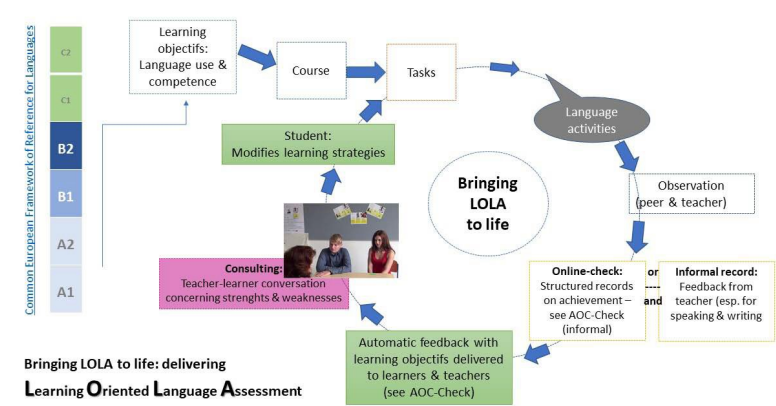 Common European Framework of Reference for Languages
C2
C1
B2
B1
A2
A1
Learning
objectifs:
Language use &
competence
Course
Tasks
Language
activities
Observation
(peer & teacher)
Online-check:
Structured records
on achievement –
see AOC-Check
(informal)
or
----
and
Informal record:
Feedback from
teacher (esp. for
speaking & writing
Automatic feedback with
learning objectifs delivered
to learners & teachers
(see AOC-Check)
Consulting:
Teacher-learner conversation
concerning strenghts & weaknesses
Student:
Modifies learning strategies
Bringing
LOLA
to life
Bringing LOLA to life: delivering
Learning Oriented Language Assessment